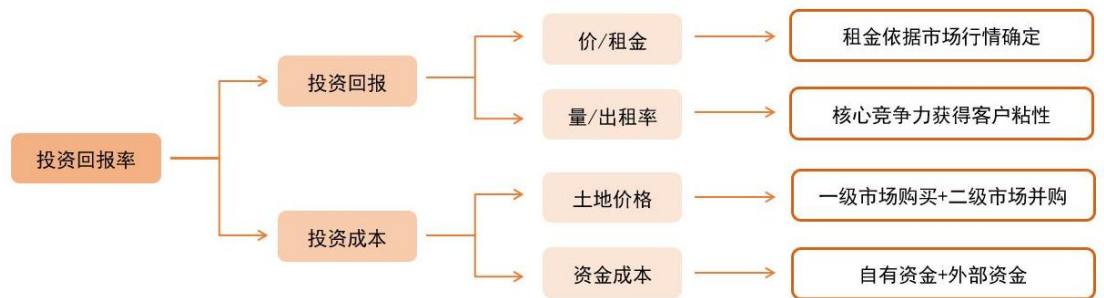 价/租金
租金依据市场行情确定
投资回报
量/出租率
核心竞争力获得客户粘性
投资回报率
土地价格
一级市场购买+二级市场并购
投资成本
资金成本
自有资金+外部资金